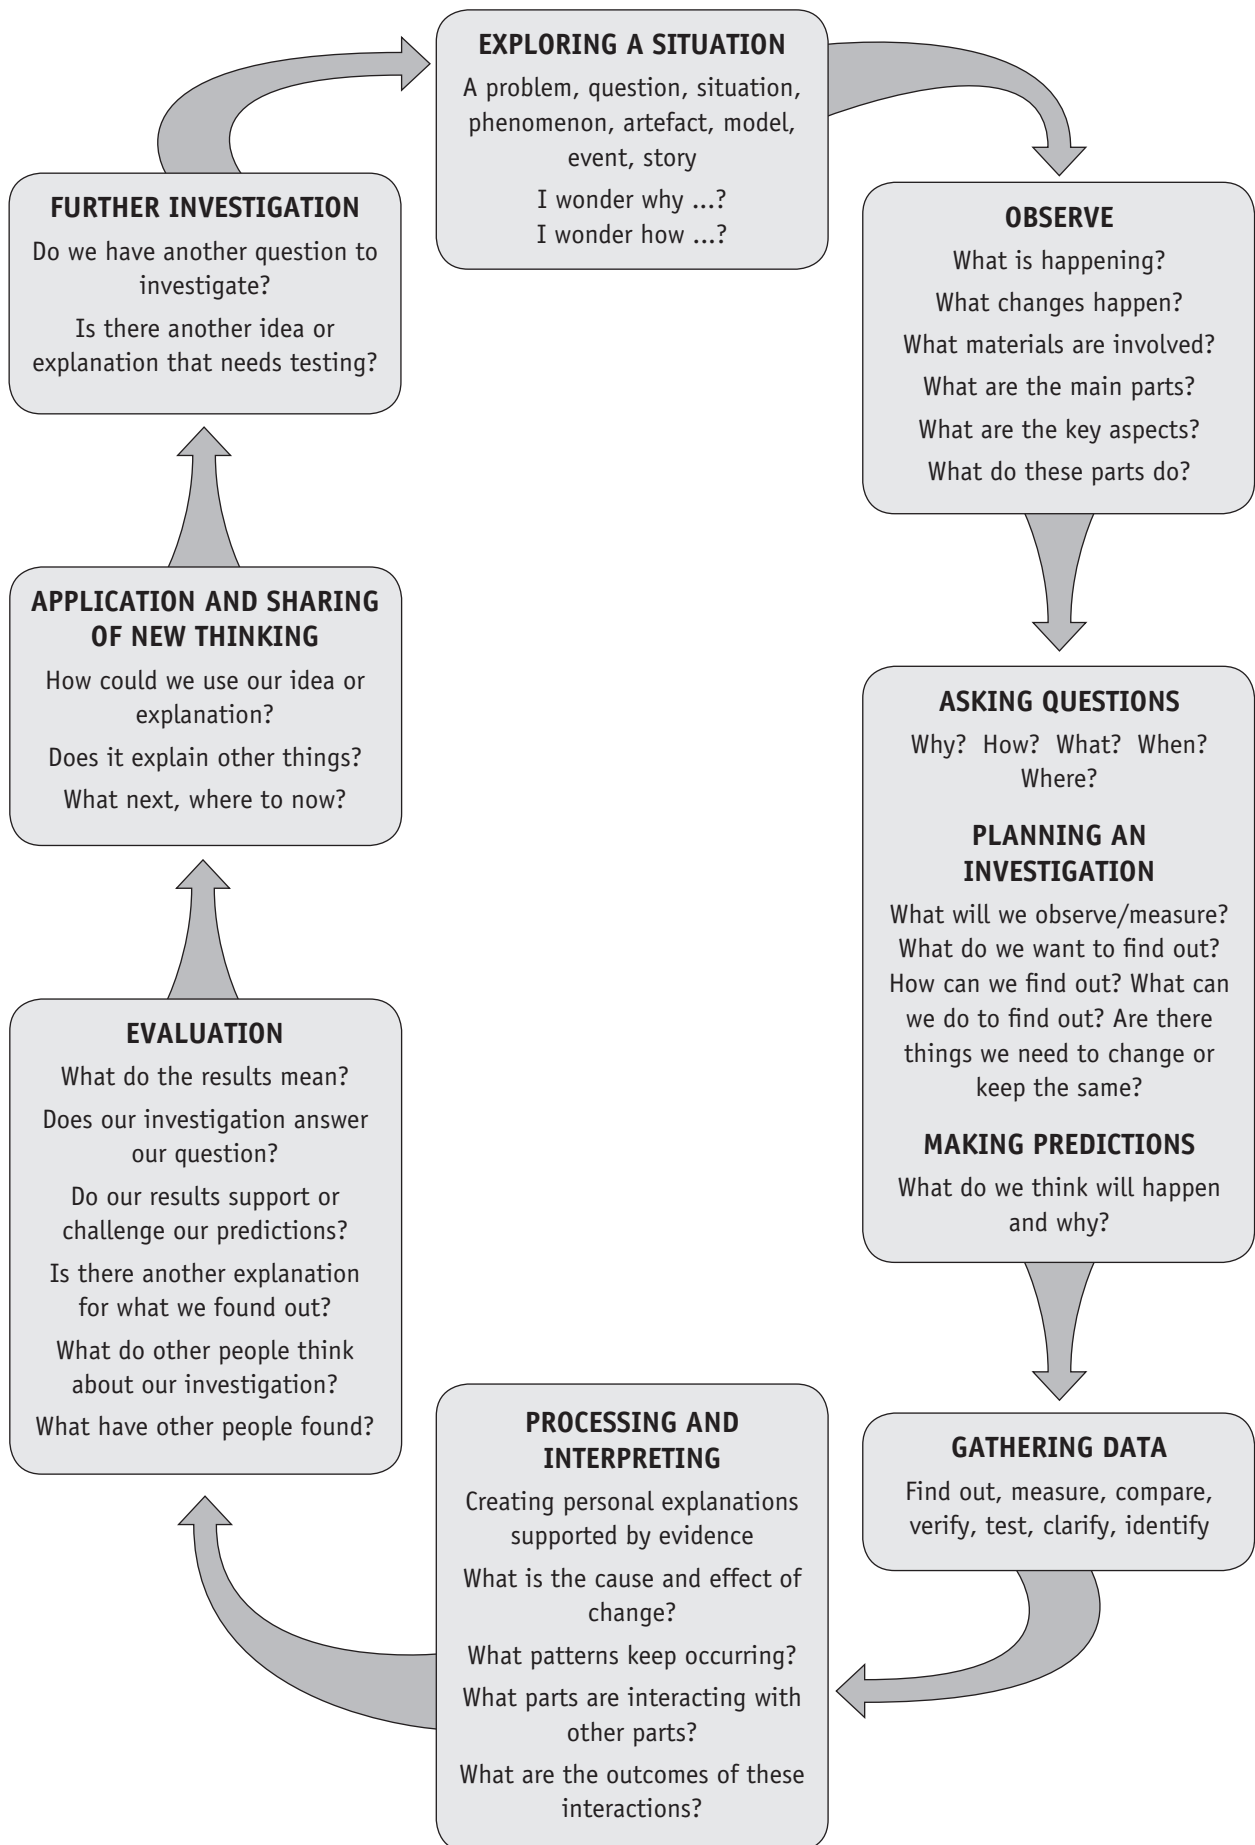 EXPLORING A SITUATION
A problem, question, situation,
phenomenon, artefact, model,
event, story
I wonder why ...?
I wonder how ...?
OBSERVE
What is happening?
What changes happen?
What materials are involved?
What are the main parts?
What are the key aspects?
What do these parts do?
ASKING QUESTIONS
Why? How? What? When?
Where?
PLANNING AN
INVESTIGATION
What will we observe/measure?
What do we want to find out?
How can we find out? What can
we do to find out? Are there
things we need to change or
keep the same?
MAKING PREDICTIONS
What do we think will happen
and why?
GATHERING DATA
Find out, measure, compare,
verify, test, clarify, identify
PROCESSING AND
INTERPRETING
Creating personal explanations
supported by evidence
What is the cause and effect of
change?
What patterns keep occurring?
What parts are interacting with
other parts?
What are the outcomes of these
interactions?
EVALUATION
What do the results mean?
Does our investigation answer
our question?
Do our results support or
challenge our predictions?
Is there another explanation
for what we found out?
What do other people think
about our investigation?
What have other people found?
APPLICATION AND SHARING
OF NEW THINKING
How could we use our idea or
explanation?
Does it explain other things?
What next, where to now?
FURTHER INVESTIGATION
Do we have another question to
investigate?
Is there another idea or
explanation that needs testing?